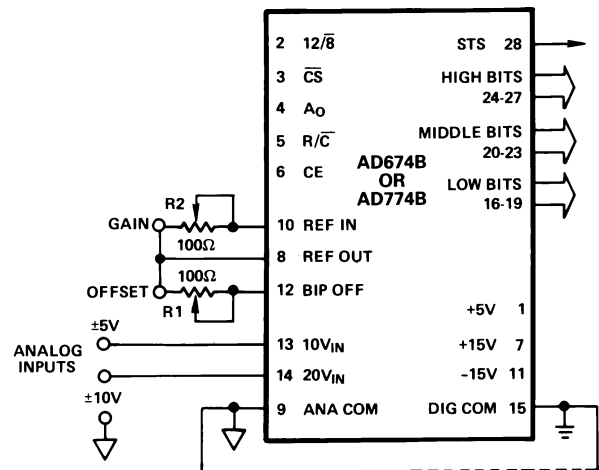 2 12/8̅
STS 28
3 C̅S̅
HIGH BITS
24-27
4 AO
5 R/C̅
MIDDLE BITS
20-23
6 CE
AD674B
OR
AD774B
LOW BITS
16-19
R2
GAIN
100Ω
10 REF IN
8 REF OUT
100Ω
OFFSET
R1
12 BIP OFF
+5V 1
±5V
ANALOG
INPUTS
13 10VIN
+15V 7
14 20VIN
-15V 11
±10V
9 ANA COM
DIG COM 15